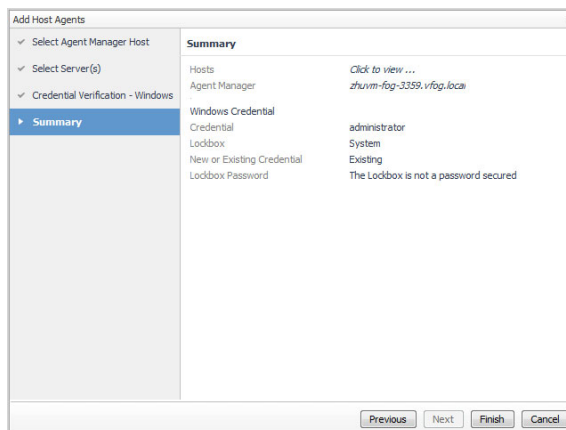 Add Host Agents
Select Agent Manager Host
Select Server(s)
Credential Verification - Windows
Summary
Summary
Hosts Click to view ...
Agent Manager zhuvm-fog-3359.vfog.local
Windows Credential
Credential administrator
Lockbox System
New or Existing Credential Existing
Lockbox Password The Lockbox is not a password secured
Previous Next Finish Cancel